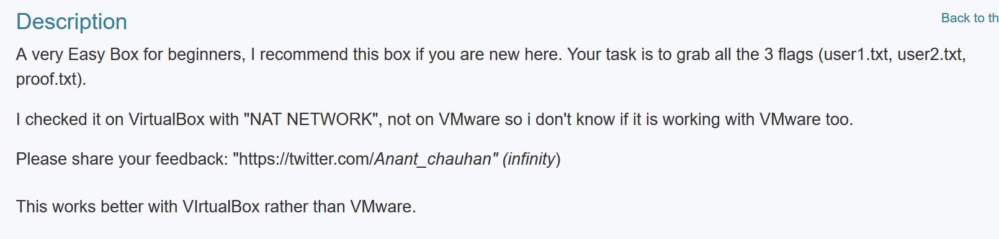 Description
Back to th
A very Easy Box for beginners, I recommend this box if you are new here. Your task is to grab all the 3 flags (user1.txt, user2.txt,
proof.txt).
I checked it on VirtualBox with "NAT NETWORK", not on VMware so i don't know if it is working with VMware too.
Please share your feedback: "https://twitter.com/Anant_chauhan" (infinity)
This works better with VIrtualBox rather than VMware.